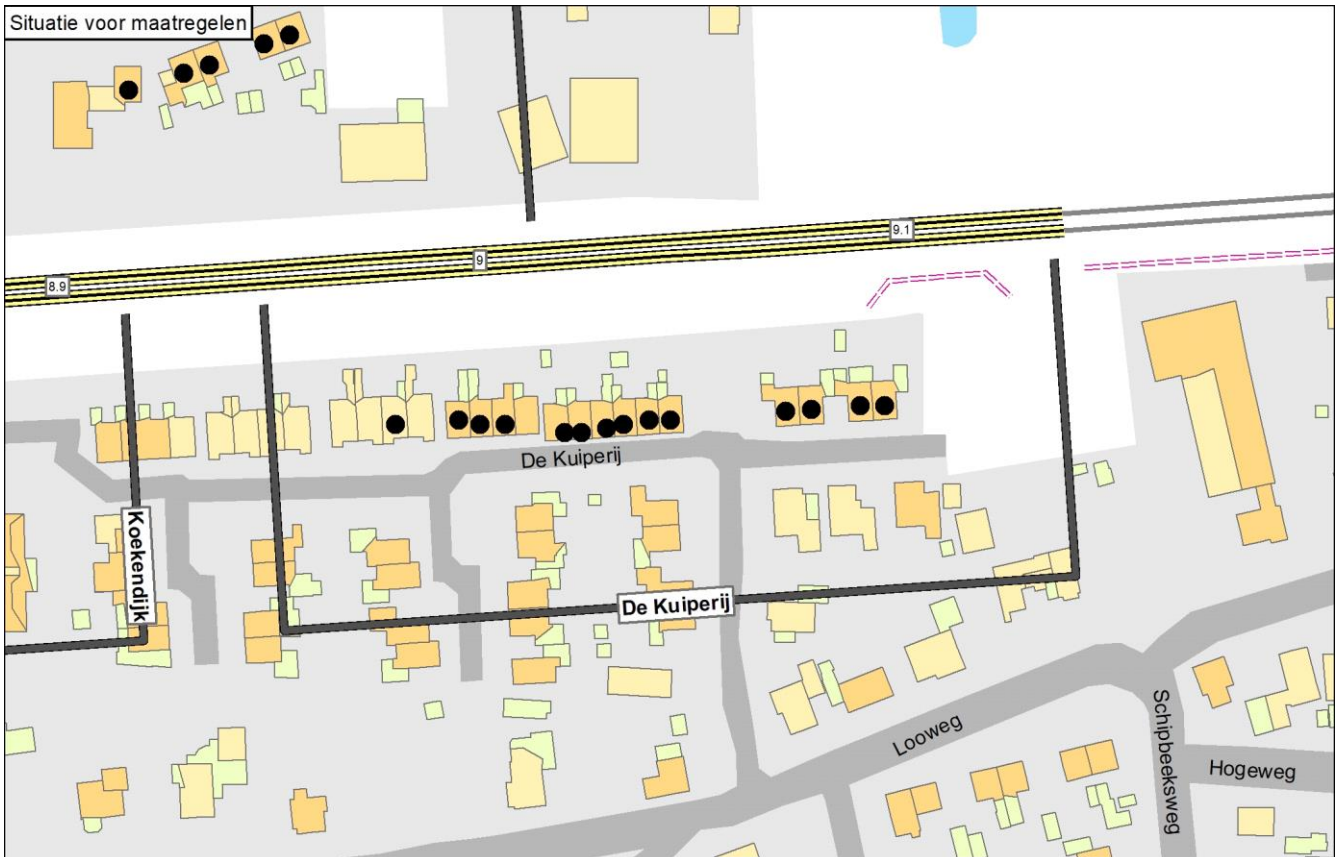 Situatie voor maatregelen
9.1
9
8.9
De Kuiperij
Koekendijk
De Kuiperij
Looweg
Schipbeeksweg
Hogeweg